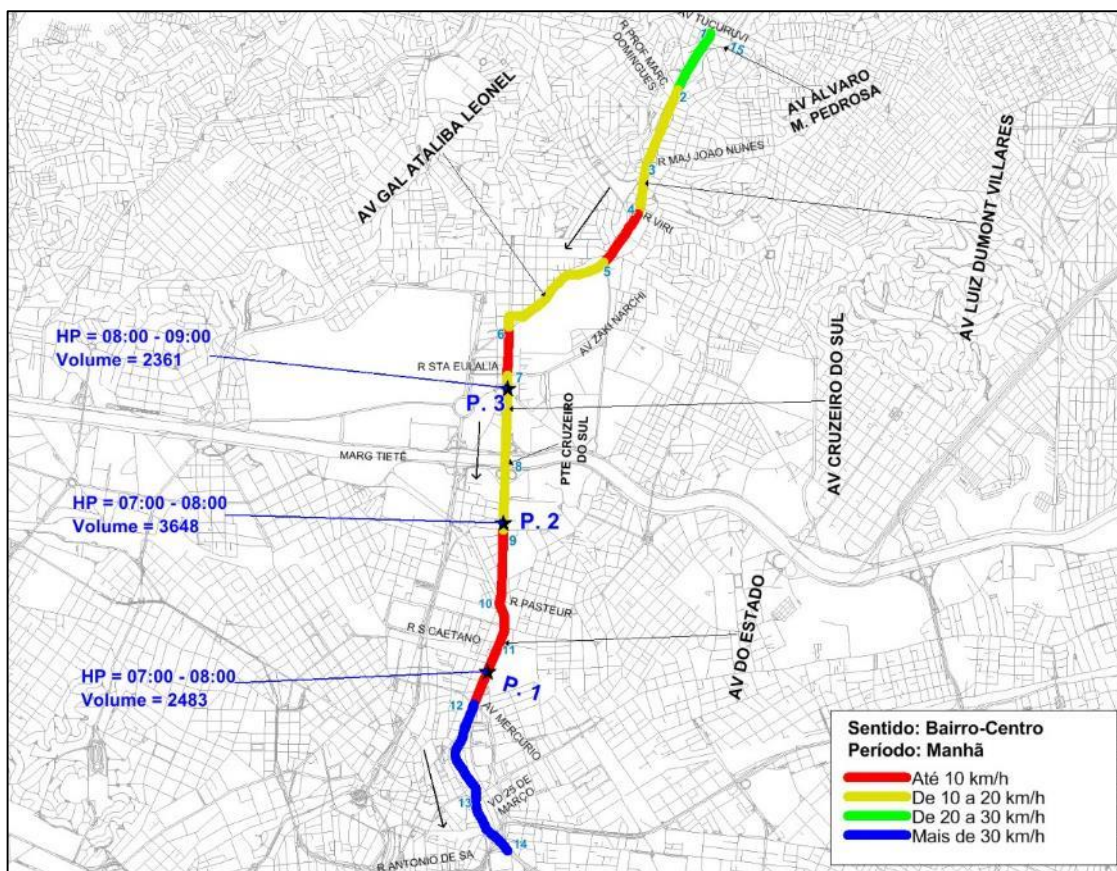 AV TUCURUVI
1
15
R PROF MARC
DOMINGUES
2
AV ÁLVARO
M. PEDROSA
AV GAL ATALIBA LEONEL
R MAJ JOAO NUNES
3
AV LUIZ DUMONT VILLARES
4
R VIRI
5
AV ZAKI NARCHI
6
HP = 08:00 - 09:00
Volume = 2361
R STA EULALIA
7
P. 3
AV CRUZEIRO DO SUL
MARG TIETÊ
8
PTE CRUZEIRO
DO SUL
HP = 07:00 - 08:00
Volume = 3648
P. 2
9
10
R PASTEUR
R S CAETANO
11
AV DO ESTADO
HP = 07:00 - 08:00
Volume = 2483
P. 1
12
AV MERCURIO
13
VD 25 DE
MARÇO
14
R ANTONIO DE SA
Sentido: Bairro-Centro
Período: Manhã
Até 10 km/h
De 10 a 20 km/h
De 20 a 30 km/h
Mais de 30 km/h